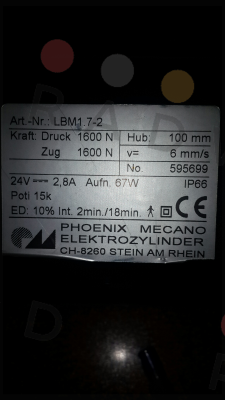 Art.-Nr.: LBM1.7-2
Kraft: Druck 1600 N Hub: 100 mm
Zug 1600 N v= 6 mm/s
No. 595699
24V 2,8A Aufn. 67W IP66
Poti 15k
ED: 10% Int. 2min./18min. CE
PHOENIX MECANO
ELEKTROZYLINDER
CH-8260 STEIN AM RHEIN